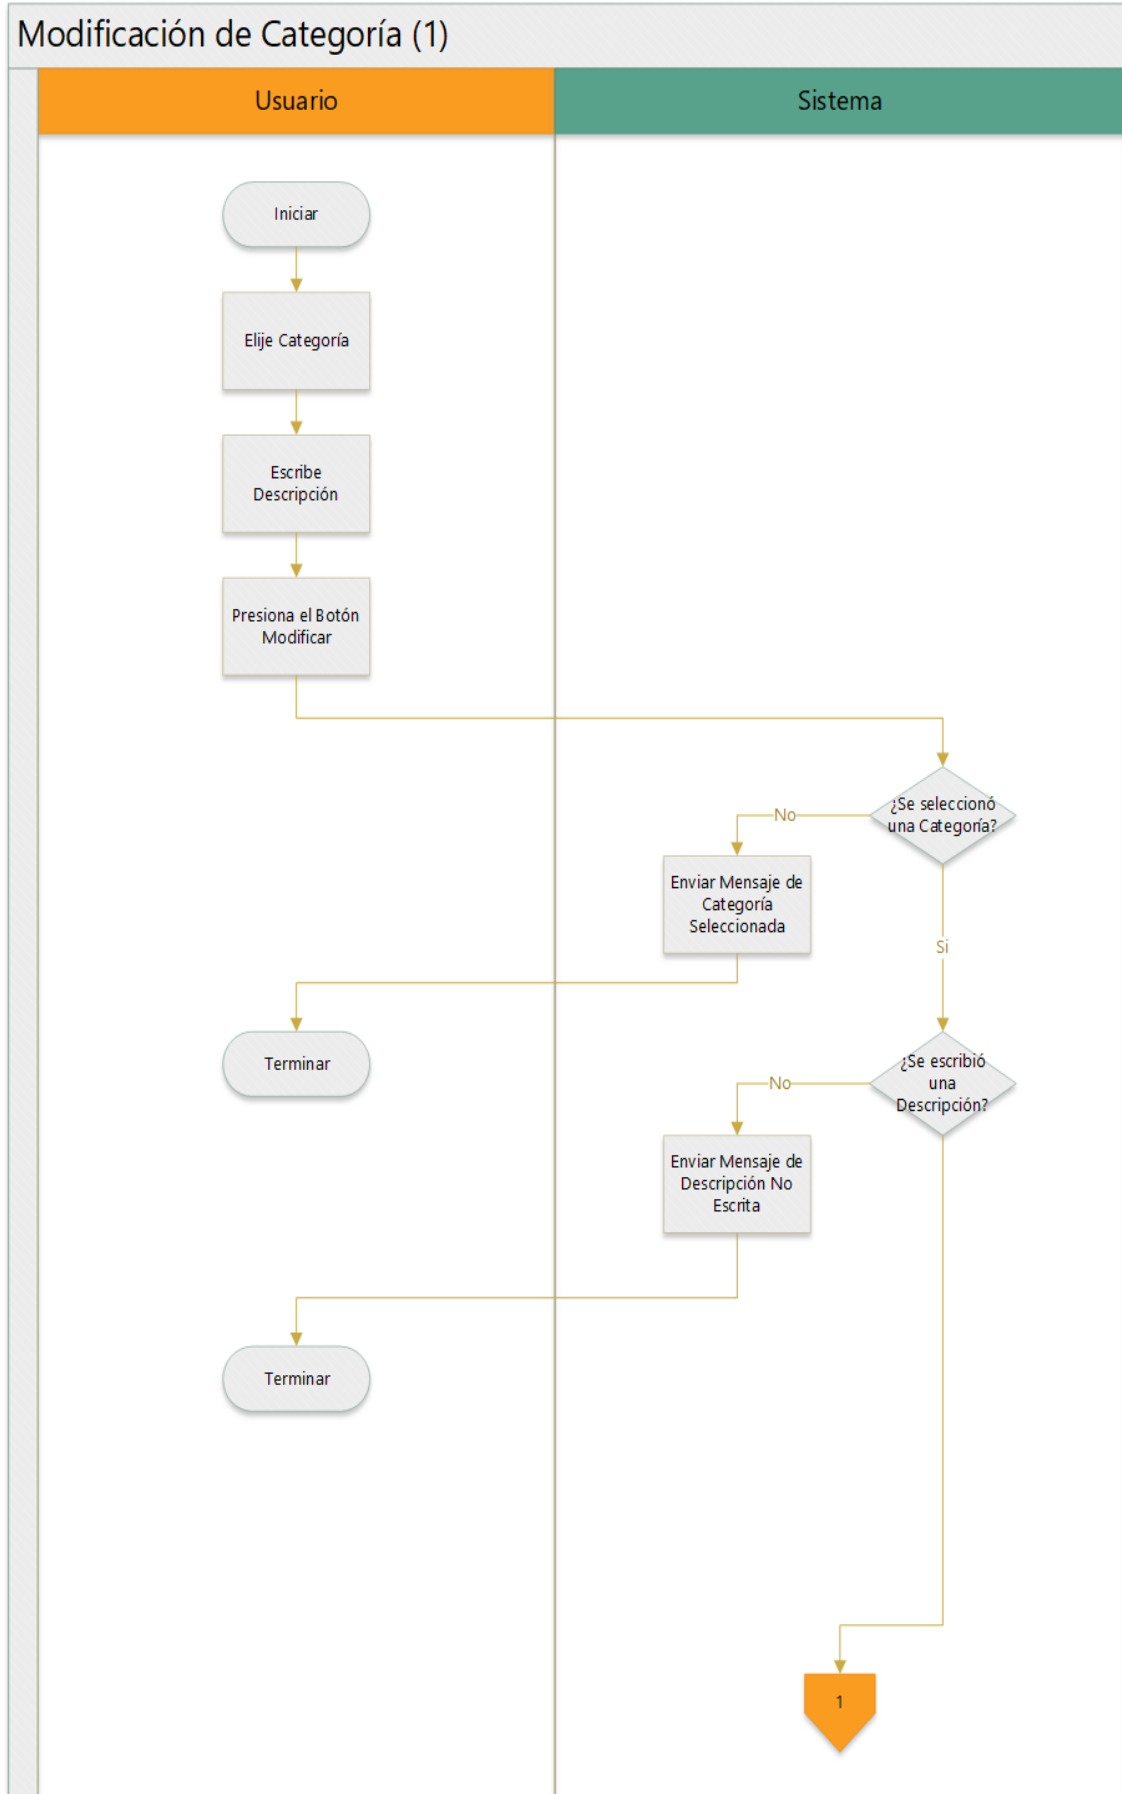 Modificación de Categoría (1)
Usuario
Sistema
Iniciar
Elije Categoría
Escribe
Descripción
Presiona el Botón
Modificar
¿Se seleccionó
una Categoría?
No
Enviar Mensaje de
Categoría
Seleccionada
Si
Terminar
¿Se escribió
una
Descripción?
No
Enviar Mensaje de
Descripción No
Escrita
Terminar
1